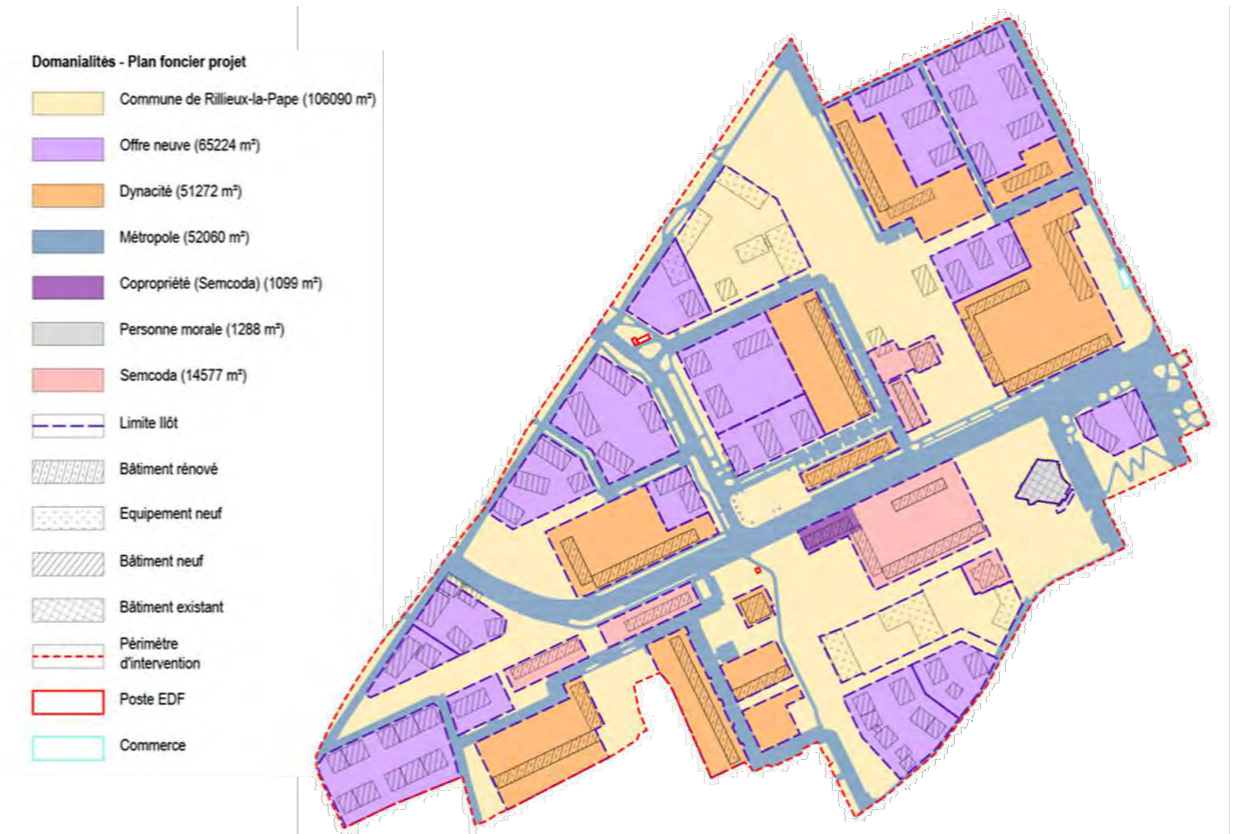 Domanialités - Plan foncier projet
Commune de Rillieux-la-Pape (106090 m²)
Offre neuve (65224 m²)
Dynacité (51272 m²)
Métropole (52060 m²)
Copropriété (Semcoda) (1099 m²)
Personne morale (1288 m²)
Semcoda (14577 m²)
Limite Ilôt
Bâtiment rénové
Equipement neuf
Bâtiment neuf
Bâtiment existant
Périmètre
d'intervention
Poste EDF
Commerce